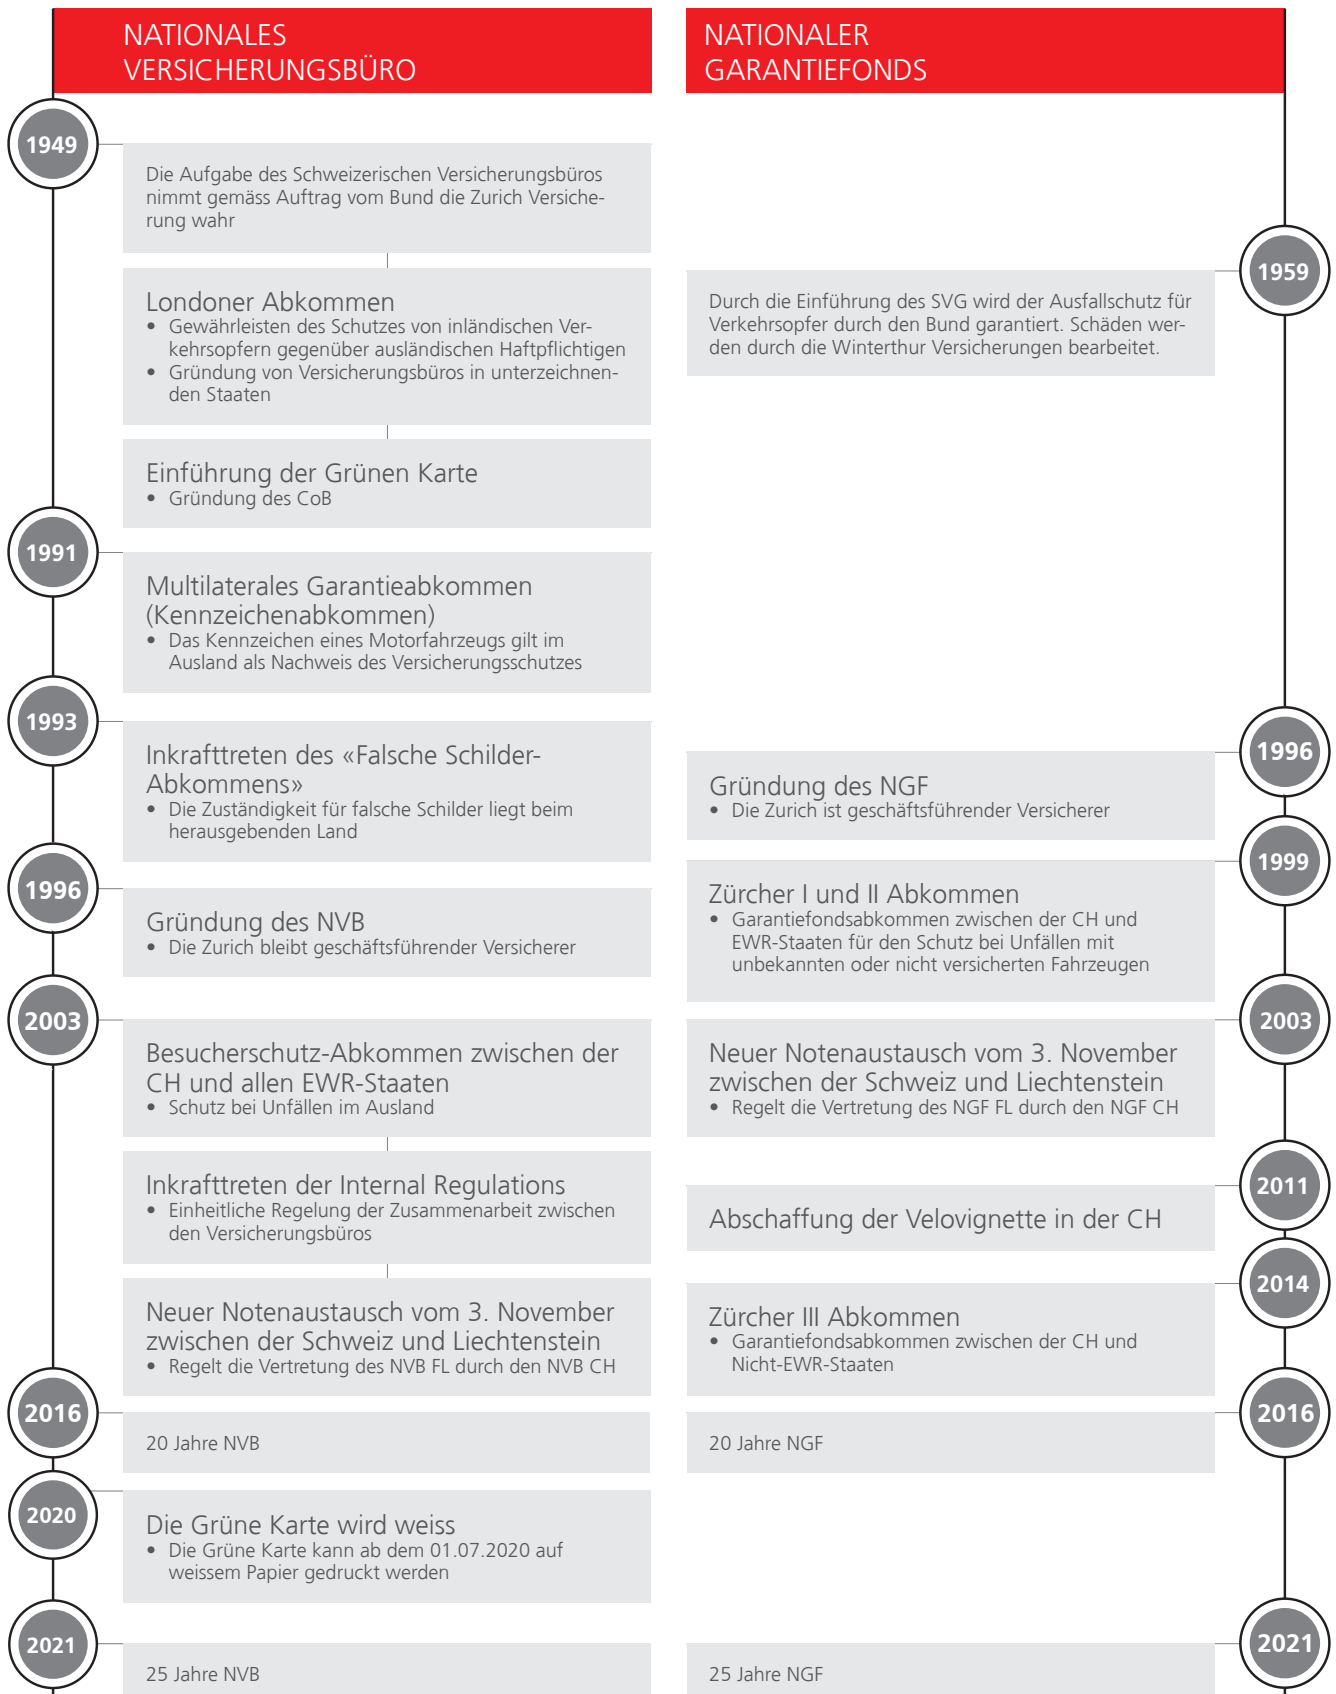 NATIONALES
VERSICHERUNGSBÜRO
1949
Die Aufgabe des Schweizerischen Versicherungsbüros
nimmt gemäss Auftrag vom Bund die Zurich Versiche-
rung wahr
Londoner Abkommen
• Gewährleisten des Schutzes von inländischen Ver-
kehrsopfern gegenüber ausländischen Haftpflichtigen
• Gründung von Versicherungsbüros in unterzeichnen-
den Staaten
Einführung der Grünen Karte
• Gründung des CoB
1991
Multilaterales Garantieabkommen
(Kennzeichenabkommen)
• Das Kennzeichen eines Motorfahrzeugs gilt im
Ausland als Nachweis des Versicherungsschutzes
1993
Inkrafttreten des «Falsche Schilder-
Abkommens»
• Die Zuständigkeit für falsche Schilder liegt beim
herausgebenden Land
1996
Gründung des NVB
• Die Zurich bleibt geschäftsführender Versicherer
2003
Besucherschutz-Abkommen zwischen der
CH und allen EWR-Staaten
• Schutz bei Unfällen im Ausland
Inkrafttreten der Internal Regulations
• Einheitliche Regelung der Zusammenarbeit zwischen
den Versicherungsbüros
Neuer Notenaustausch vom 3. November
zwischen der Schweiz und Liechtenstein
• Regelt die Vertretung des NVB FL durch den NVB CH
2016
20 Jahre NVB
2020
Die Grüne Karte wird weiss
• Die Grüne Karte kann ab dem 01.07.2020 auf
weissem Papier gedruckt werden
2021
25 Jahre NVB
NATIONALER
GARANTIEFONDS
1959
Durch die Einführung des SVG wird der Ausfallschutz für
Verkehrsopfer durch den Bund garantiert. Schäden wer-
den durch die Winterthur Versicherungen bearbeitet.
1996
Gründung des NGF
• Die Zurich ist geschäftsführender Versicherer
1999
Zürcher I und II Abkommen
• Garantiefondsabkommen zwischen der CH und
EWR-Staaten für den Schutz bei Unfällen mit
unbekannten oder nicht versicherten Fahrzeugen
2003
Neuer Notenaustausch vom 3. November
zwischen der Schweiz und Liechtenstein
• Regelt die Vertretung des NGF FL durch den NGF CH
2011
Abschaffung der Velovignette in der CH
2014
Zürcher III Abkommen
• Garantiefondsabkommen zwischen der CH und
Nicht-EWR-Staaten
2016
20 Jahre NGF
2021
25 Jahre NGF